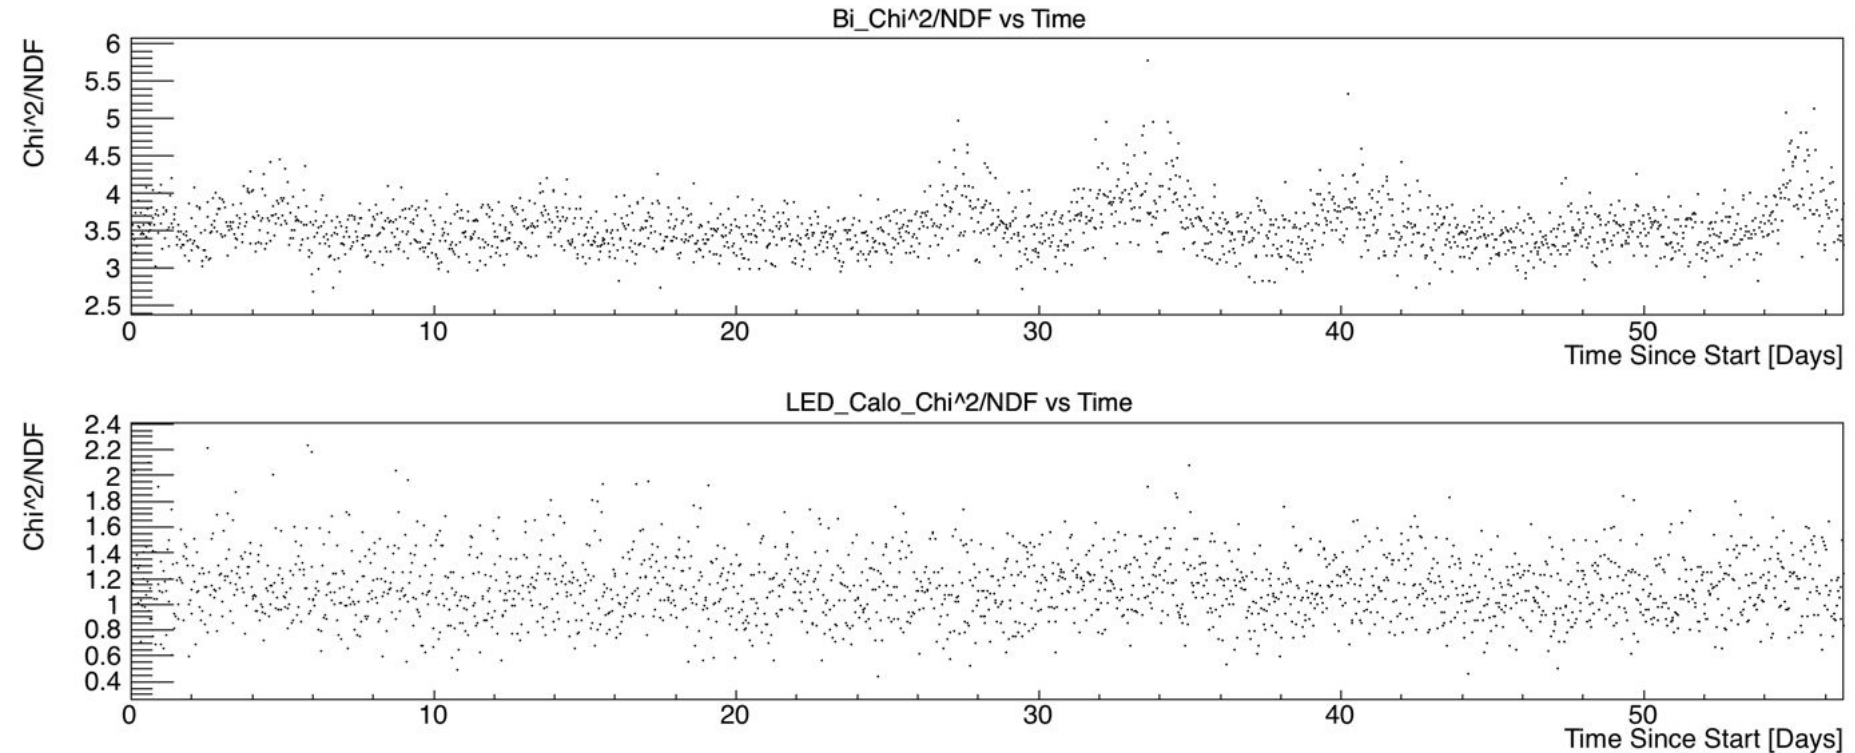 Bi_Chi^2/NDF vs Time
Chi^2/NDF
6
5.5
5
4.5
4
3.5
3
2.5
0 10 20 30 40 50
Time Since Start [Days]
LED_Calo_Chi^2/NDF vs Time
Chi^2/NDF
2.4
2.2
2
1.8
1.6
1.4
1.2
1
0.8
0.6
0.4
0 10 20 30 40 50
Time Since Start [Days]